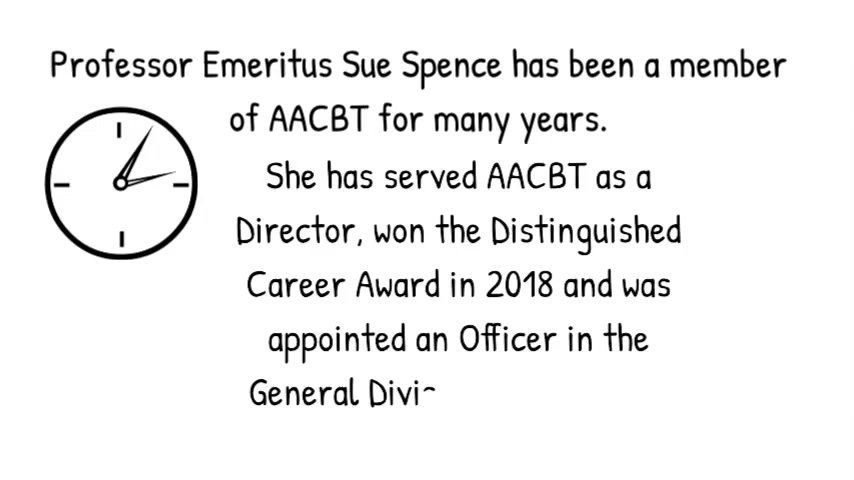 Professor Emeritus Sue Spence has been a member
of AACBT for many years.
She has served AACBT as a
Director, won the Distinguished
Career Award in 2018 and was
appointed an Officer in the
General Divi